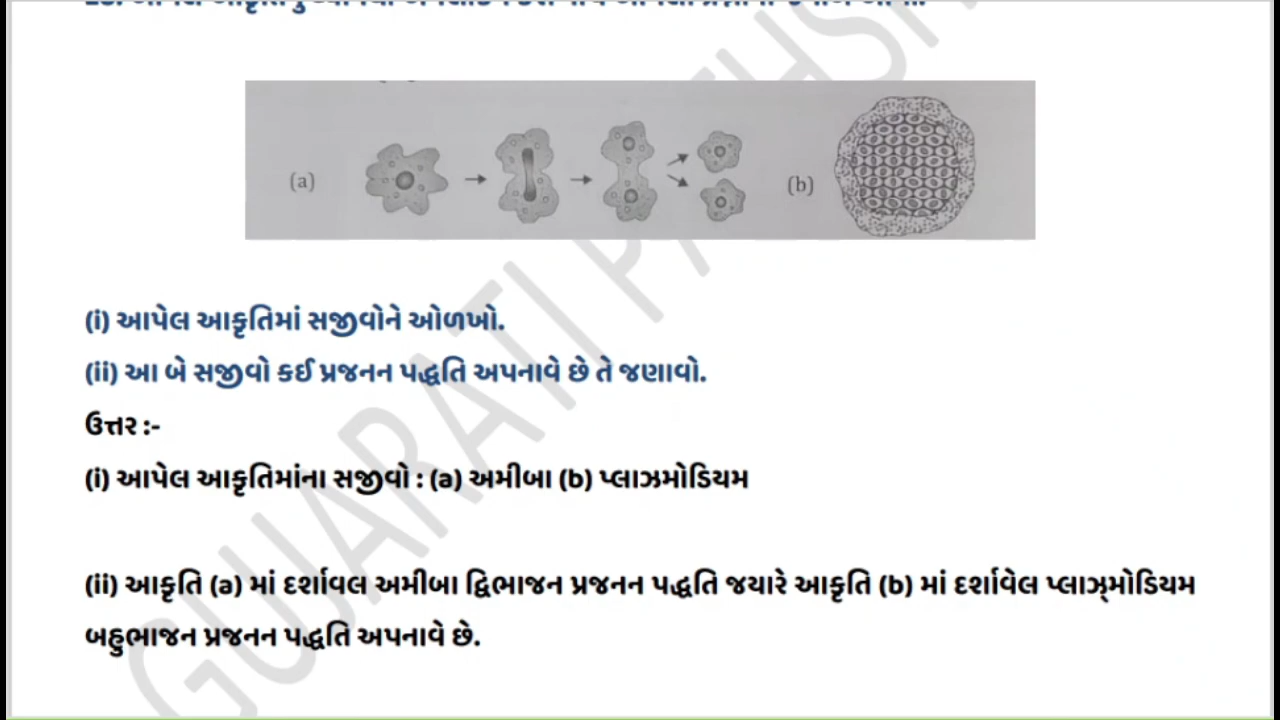 (a)
(b)
(i) આપેલ આકૃતિમાં સજીવોને ઓળખો.
(ii) આ બે સજીવો કઈ પ્રજનન પદ્ધતિ અપનાવે છે તે જણાવો.
ઉત્તર :-
(i) આપેલ આકૃતિમાંના સજીવો : (a) અમીબા (b) પ્લાઝમોડિયમ
(ii) આકૃતિ (a) માં દર્શાવલ અમીબા દ્વિભાજન પ્રજનન પદ્ધતિ જયારે આકૃતિ (b) માં દર્શાવેલ પ્લાઝ્મોડિયમ
બહુભાજન પ્રજનન પદ્ધતિ અપનાવે છે.